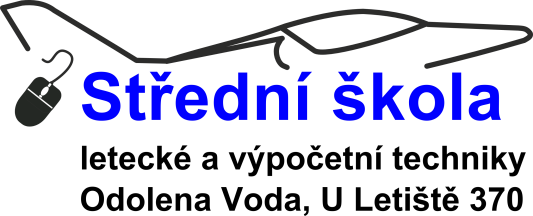 Střední škola
letecké a výpočetní techniky
Odolena Voda, U Letiště 370